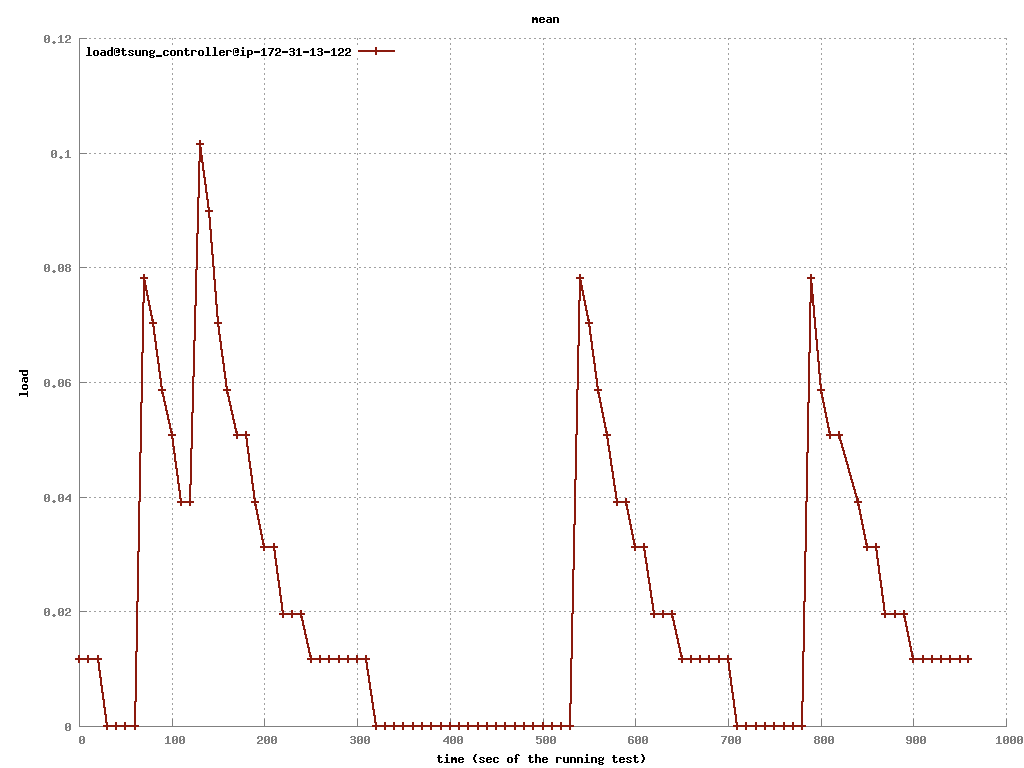 mean
load@tsung_controller@ip-172-31-13-122
0.12
0.1
0.08
0.06
0.04
0.02
0
load
0 100 200 300 400 500 600 700 800 900 1000
time (sec of the running test)